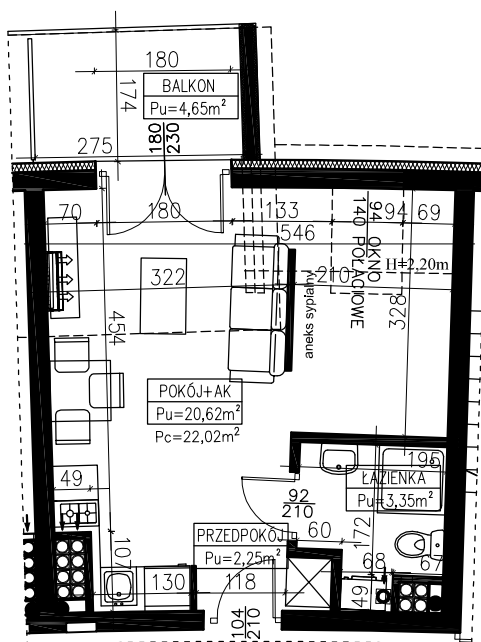 180
BALKON
Pu=4,65m²
174
180
230
275
70
180
133
94
69
94 OKNO
140 POŁACIOWE
546
H=2,20m
322
210
328
aneks sypialny
454
POKÓJ+AK
Pu=20,62m²
Pc=22,02m²
195
ŁAZIENKA
Pu=3,35m²
49
92
210
60
172
PRZEDPOKÓJ
Pu=2,25m²
107
130
118
68
67
49
104
210